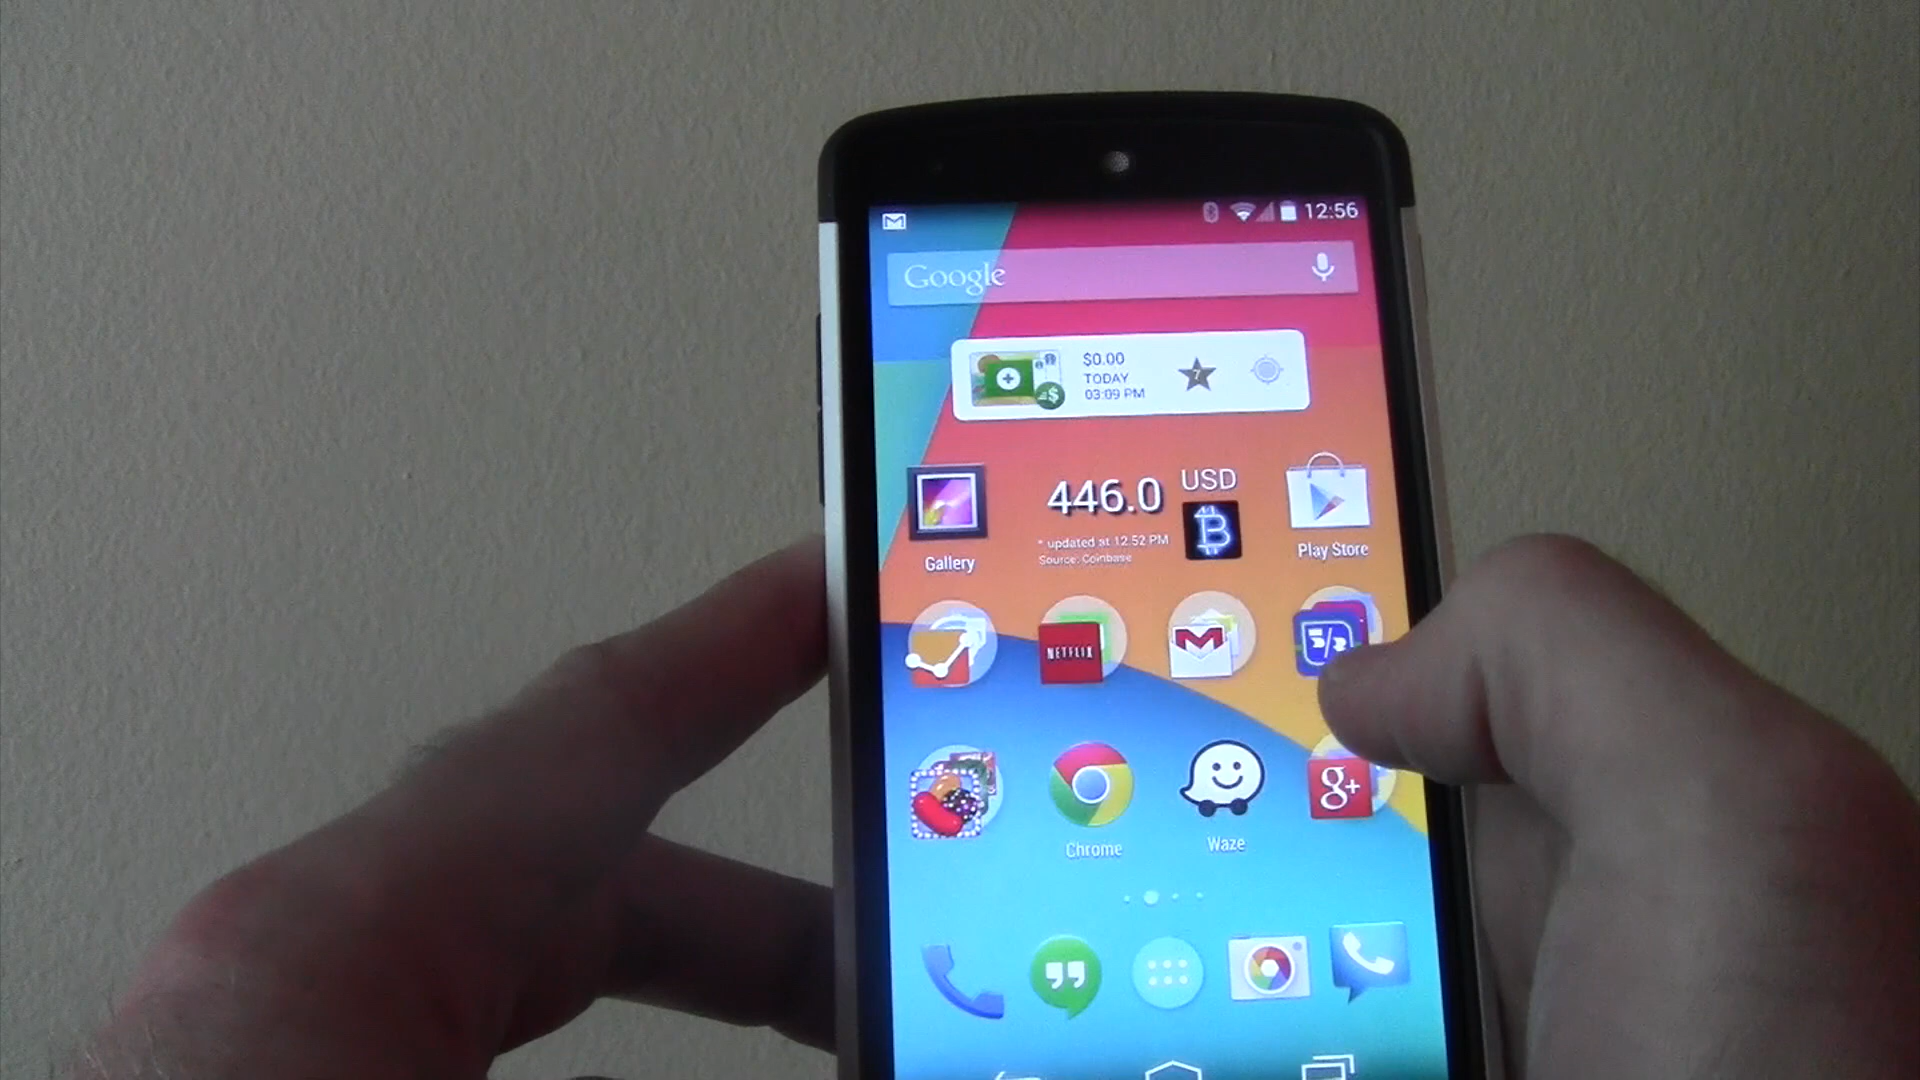 12:56
Google
$0.00
TODAY
03:09 PM
7
446.0 USD
* updated at 12:52 PM
Source: Coinbase
Gallery
Play Store
NETFLIX
g+
Chrome
Waze